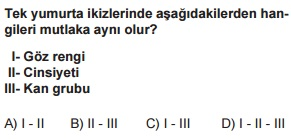 Tek yumurta ikizlerinde aşağıdakilerden han-
gileri mutlaka aynı olur?
I- Göz rengi
II- Cinsiyeti
III- Kan grubu
A) I - II B) II - III C) I - III D) I - II - III